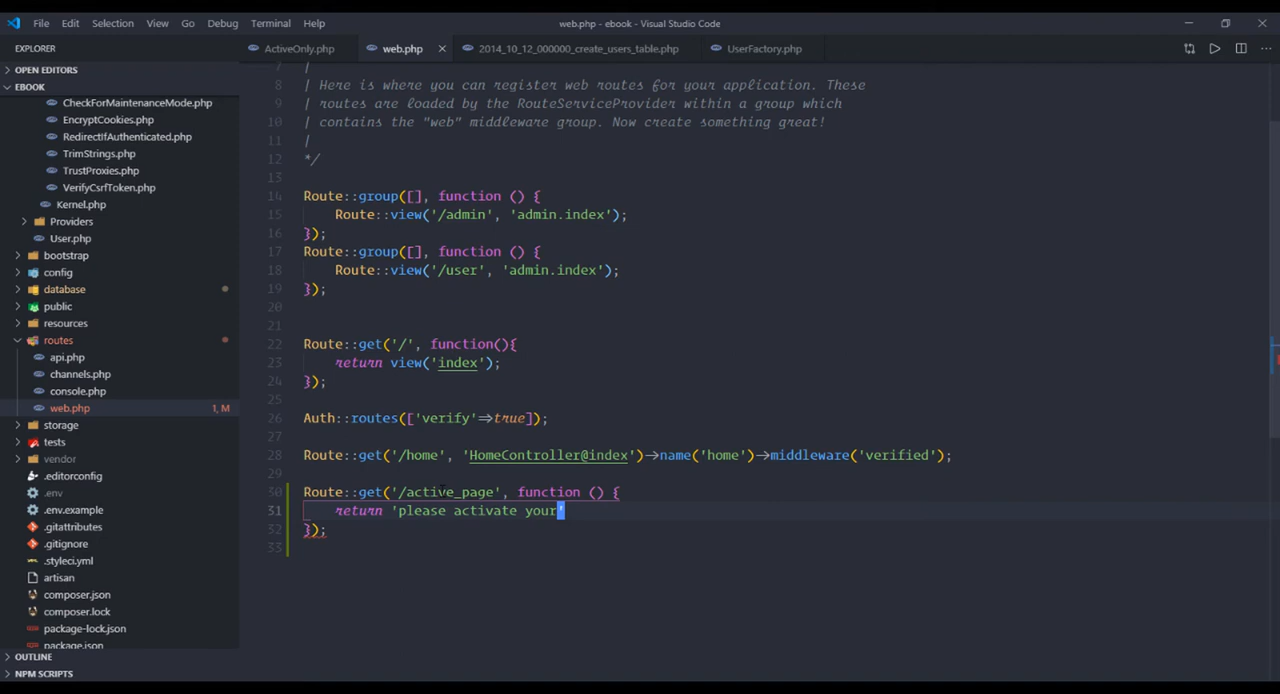 File Edit Selection View Go Debug Terminal Help
web.php - ebook - Visual Studio Code
EXPLORER
OPEN EDITORS
EBOOK
CheckForMaintenanceMode.php
EncryptCookies.php
RedirectIfAuthenticated.php
TrimStrings.php
TrustProxies.php
VerifyCsrfToken.php
Kernel.php
Providers
User.php
bootstrap
config
database
public
resources
routes
api.php
channels.php
console.php
web.php 1, M
storage
tests
vendor
.editorconfig
.env
.env.example
.gitattributes
.gitignore
.styleci.yml
artisan
composer.json
composer.lock
package-lock.json
package.json
OUTLINE
NPM SCRIPTS
ActiveOnly.php web.php 2014_10_12_000000_create_users_table.php UserFactory.php
7 |
8 | Here is where you can register web routes for your application. These
9 | routes are loaded by the RouteServiceProvider within a group which
10 | contains the "web" middleware group. Now create something great!
11 |
12 */
13
14 Route::group([], function () {
15 Route::view('/admin', 'admin.index');
16 });
17 Route::group([], function () {
18 Route::view('/user', 'admin.index');
19 });
20
21
22 Route::get('/', function(){
23 return view('index');
24 });
25
26 Auth::routes(['verify'⇒true]);
27
28 Route::get('/home', 'HomeController@index')→name('home')→middleware('verified');
29
30 Route::get('/active_page', function () {
31 return 'please activate your'
32 });
33